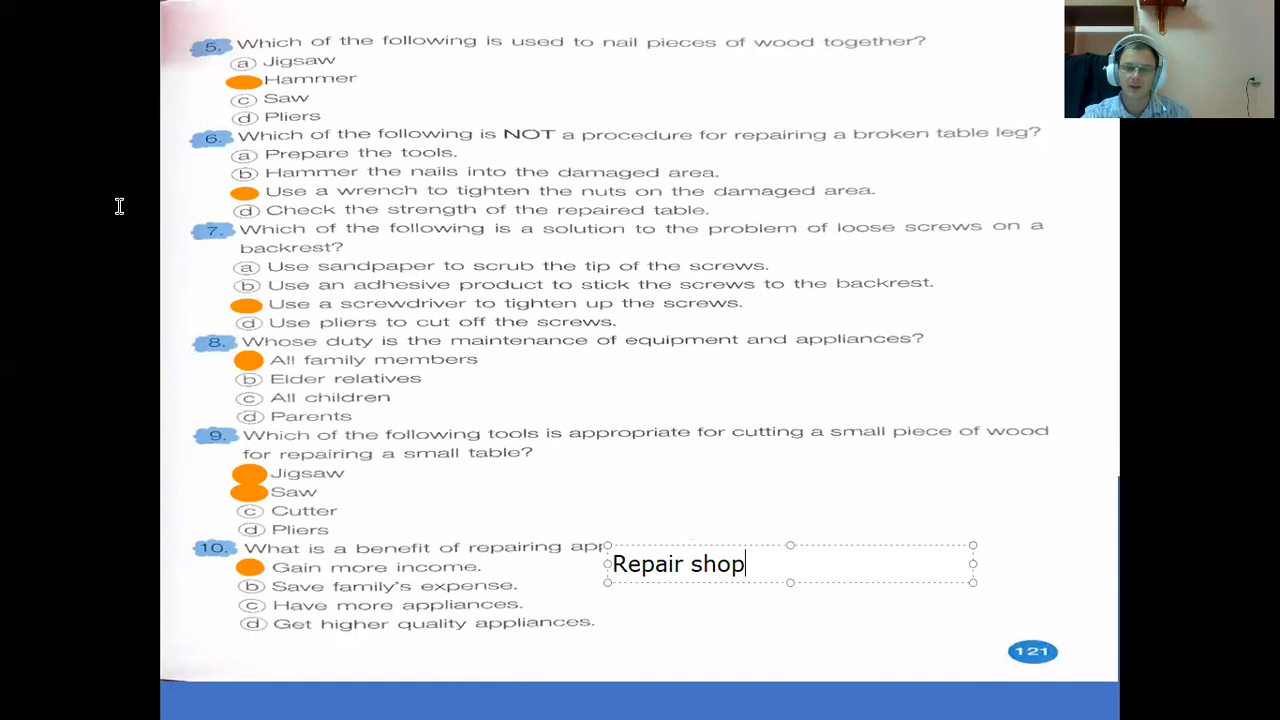 5. Which of the following is used to nail pieces of wood together?
a Jigsaw
Hammer
c Saw
d Pliers
6. Which of the following is NOT a procedure for repairing a broken table leg?
a Prepare the tools.
b Hammer the nails into the damaged area.
Use a wrench to tighten the nuts on the damaged area.
d Check the strength of the repaired table.
7. Which of the following is a solution to the problem of loose screws on a
backrest?
a Use sandpaper to scrub the tip of the screws.
b Use an adhesive product to stick the screws to the backrest.
Use a screwdriver to tighten up the screws.
d Use pliers to cut off the screws.
8. Whose duty is the maintenance of equipment and appliances?
All family members
b Elder relatives
c All children
d Parents
9. Which of the following tools is appropriate for cutting a small piece of wood
for repairing a small table?
Jigsaw
Saw
c Cutter
d Pliers
10. What is a benefit of repairing app
Repair shop
Gain more income.
b Save family's expense.
c Have more appliances.
d Get higher quality appliances.
121